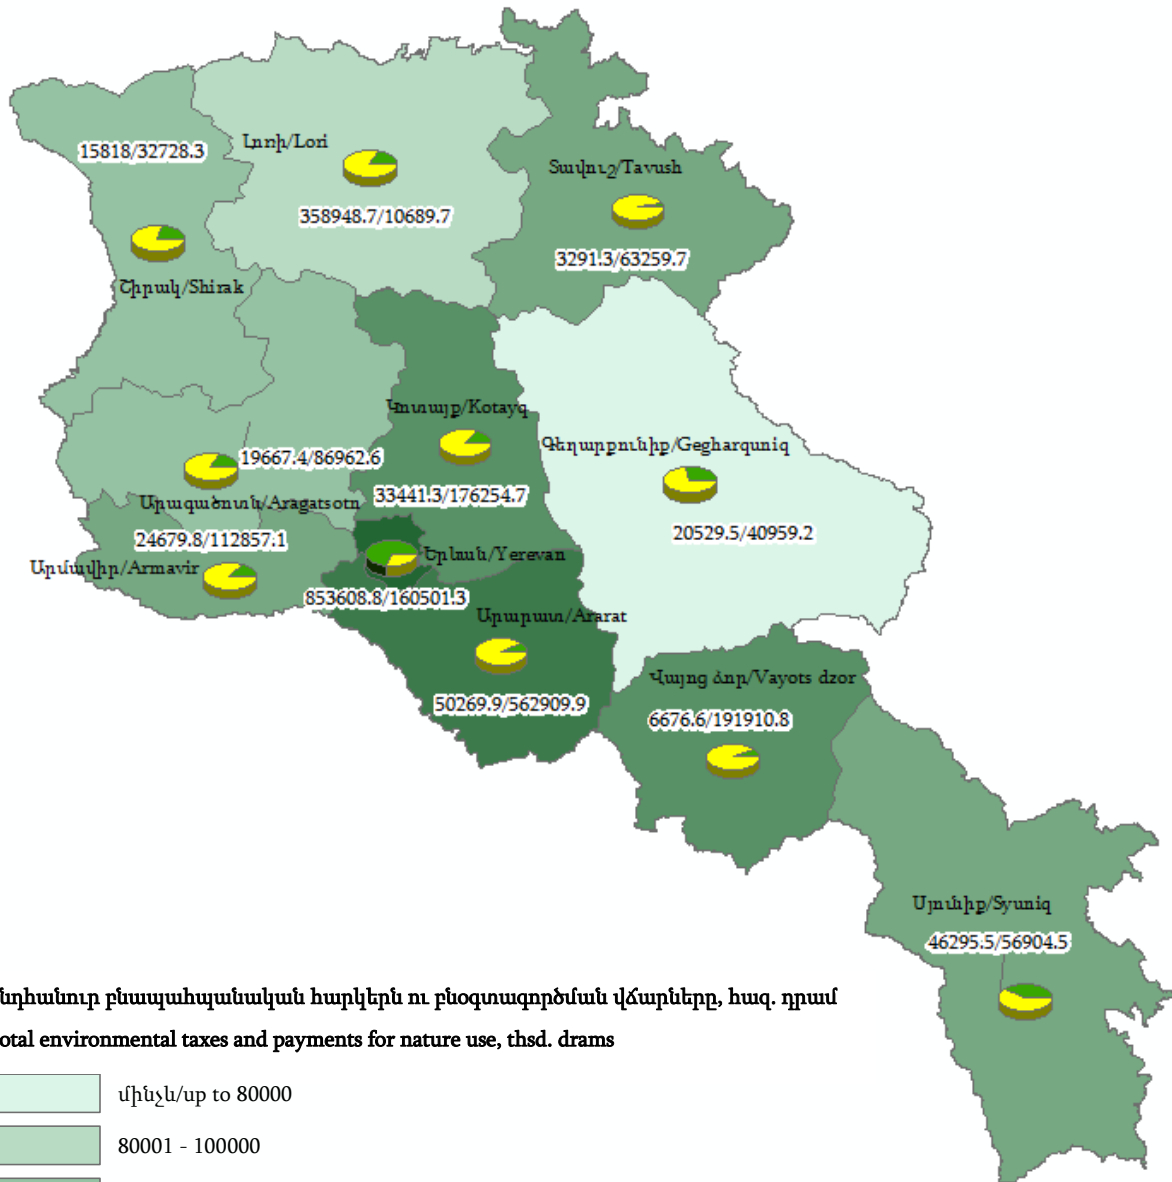 15818/32728.3
Լոռի/Lori
358948.7/10689.7
Տավուշ/Tavush
3291.3/63259.7
Շիրակ/Shirak
Կոտայք/Kotayq
33441.3/176254.7
Գեղարքունիք/Gegharquniq
20529.5/40959.2
19667.4/86962.6
Արագածոտն/Aragatsotn
24679.8/112857.1
Արմավիր/Armavir
Երևան/Yerevan
853608.8/160501.3
Արարատ/Ararat
50269.9/562909.9
Վայոց ձոր/Vayots dzor
6676.6/191910.8
Սյունիք/Syuniq
46295.5/56904.5
նդհանուր բնապահպանական հարկերն ու բնօգտագործման վճարները, հազ. դրամ
otal environmental taxes and payments for nature use, thsd. drams
մինչև/up to 80000
80001 - 100000